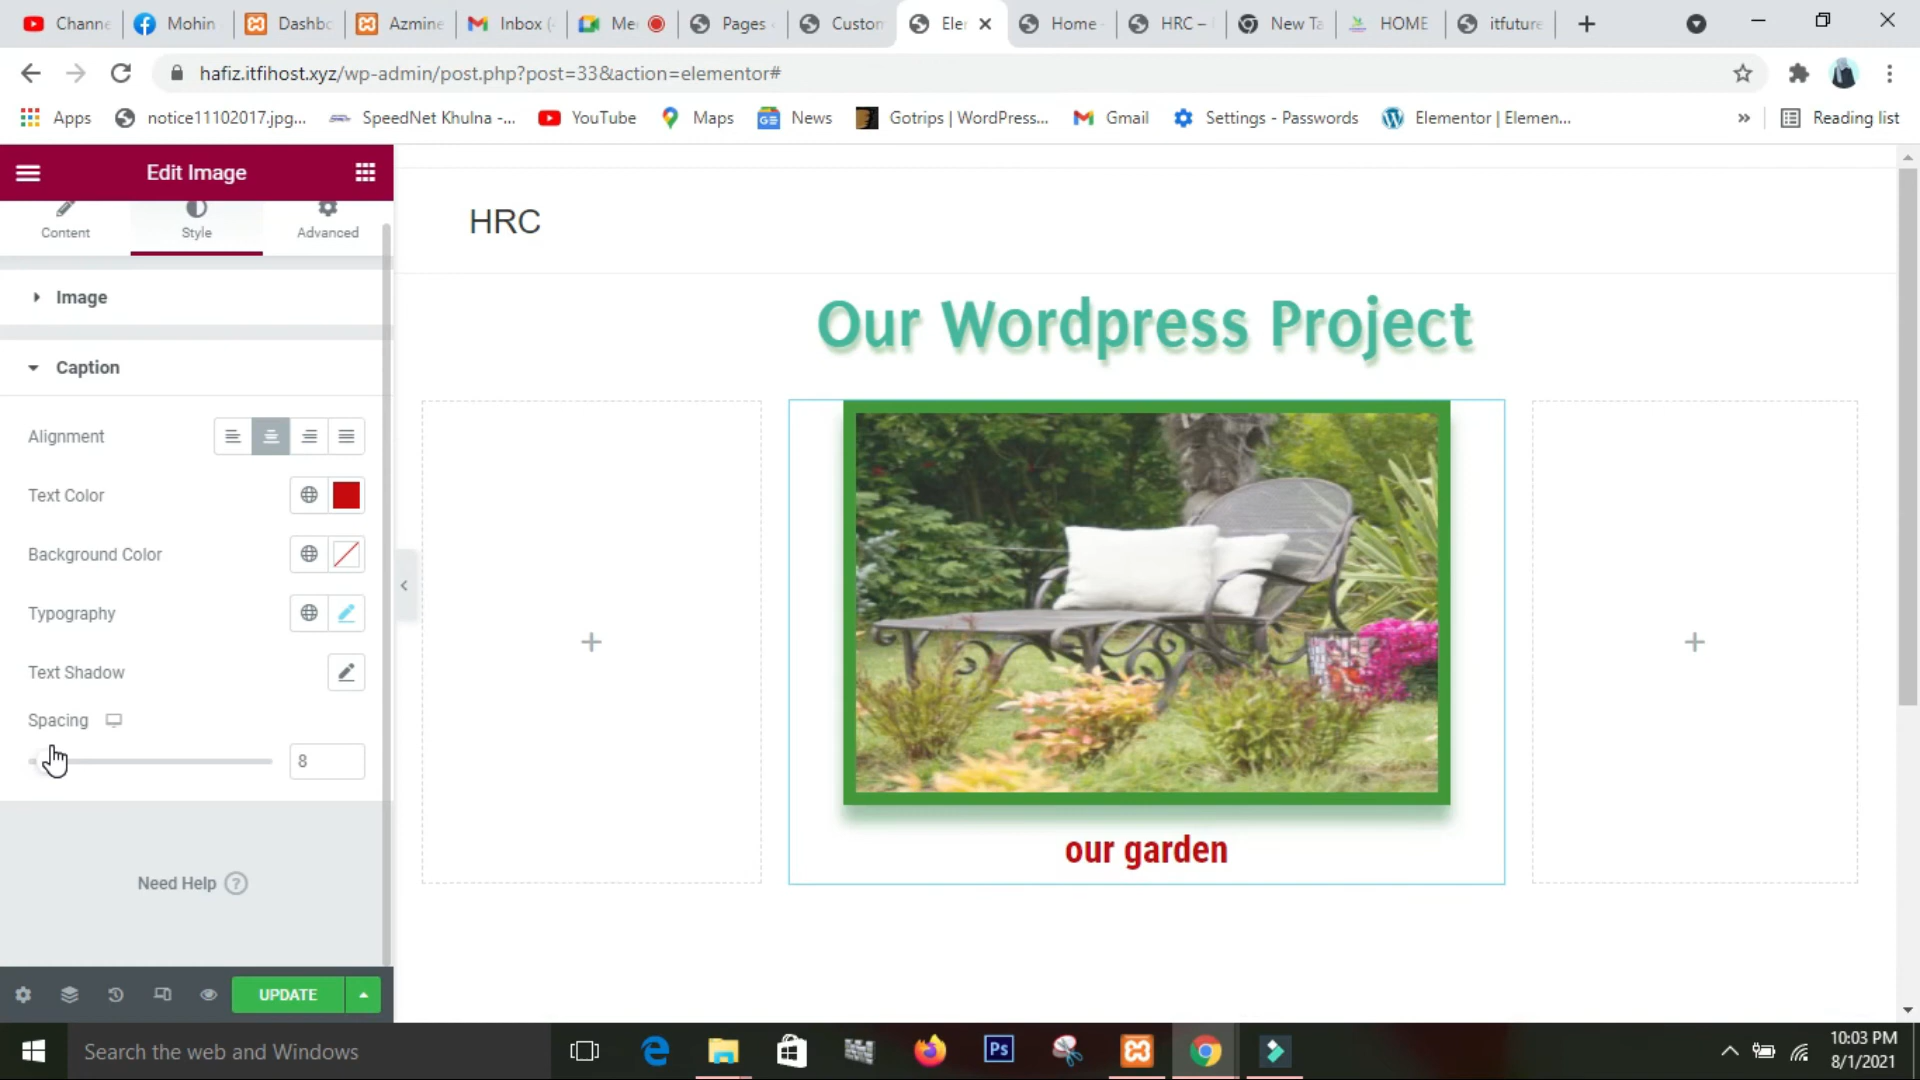 Channe
Mohin
Dashbo
Azmine
Inbox (
Me
Pages
Custom
Ele
Home
HRC –
New Ta
HOME
itfuture
hafiz.itfihost.xyz/wp-admin/post.php?post=33&action=elementor#
Apps
notice11102017.jpg...
SpeedNet Khulna -...
YouTube
Maps
News
Gotrips | WordPress...
Gmail
Settings - Passwords
Elementor | Elemen...
»
Reading list
Edit Image
Content
Style
Advanced
Image
Caption
Alignment
Text Color
Background Color
Typography
Text Shadow
Spacing
8
Need Help ?
UPDATE
HRC
Our Wordpress Project
our garden
Search the web and Windows
Ps
10:03 PM
8/1/2021